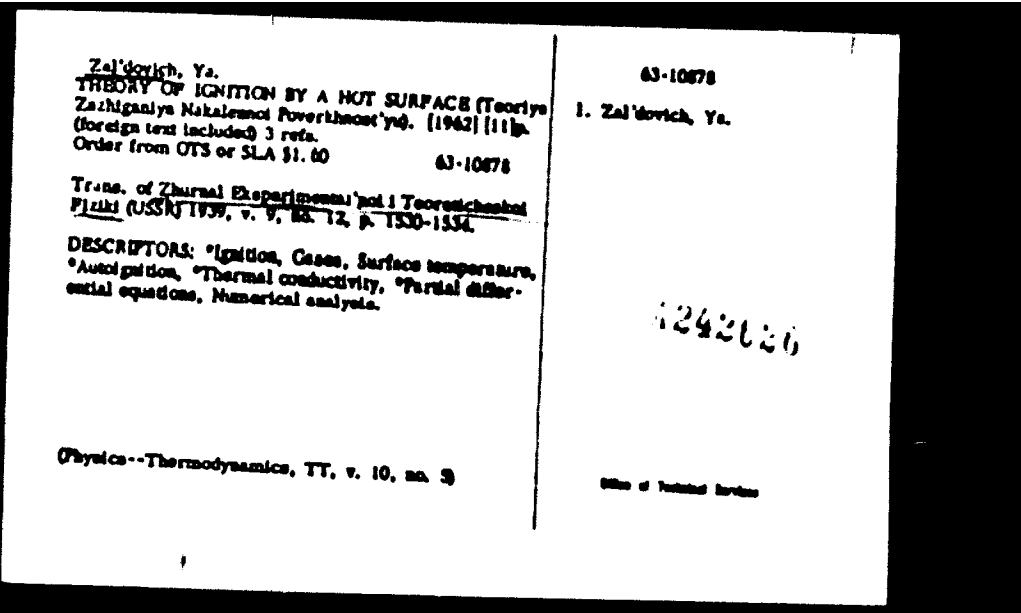 Zal'dovich, Ya.
THEORY OF IGNITION BY A HOT SURFACE (Teoriya
Zazhiganiya Nakalennoi Poverkhnost'yu). [1962] [11]p.
(foreign text included) 3 refs.
Order from OTS or SLA $1.60 63-10878
Trans. of Zhurnal Eksperimental'noi i Teoreticheskoi
Fiziki (USSR) 1939, v. 9, no. 12, p. 1530-1534.
DESCRIPTORS: *Ignition, Gases, Surface temperature,
*Autoignition, *Thermal conductivity, *Partial differ-
ential equations, Numerical analysis.
(Physics--Thermodynamics, TT, v. 10, no. 5)
63-10878
1. Zal'dovich, Ya.
Office of Technical Services